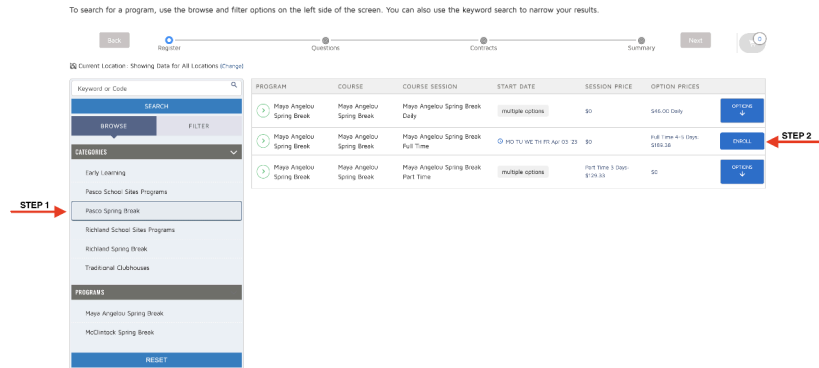 To search for a program, use the browse and filter options on the left side of the screen. You can also use the keyword search to narrow your results.
Back
Register
Questions
Contracts
Summary
Next
0
Current Location: Showing Data for All Locations (Change)
Keyword or Code
SEARCH
BROWSE
FILTER
CATEGORIES
Early Learning
Pasco School Sites Programs
STEP 1
Pasco Spring Break
Richland School Sites Programs
Richland Spring Break
Traditional Clubhouses
PROGRAMS
Maya Angelou Spring Break
McClintock Spring Break
RESET
PROGRAM COURSE COURSE SESSION START DATE SESSION PRICE OPTION PRICES
Maya Angelou Maya Angelou Maya Angelou Spring Break
Spring Break Spring Break Daily
multiple options $0 $46.00 Daily OPTIONS
Maya Angelou Maya Angelou Maya Angelou Spring Break
Spring Break Spring Break Full Time
MO TU WE TH FR Apr 03 '23 $0
Full Time 4-5 Days:
ENROLL
STEP 2
Maya Angelou Maya Angelou Maya Angelou Spring Break
Spring Break Spring Break Part Time
multiple options
Part Time 3 Days:
$0
OPTIONS